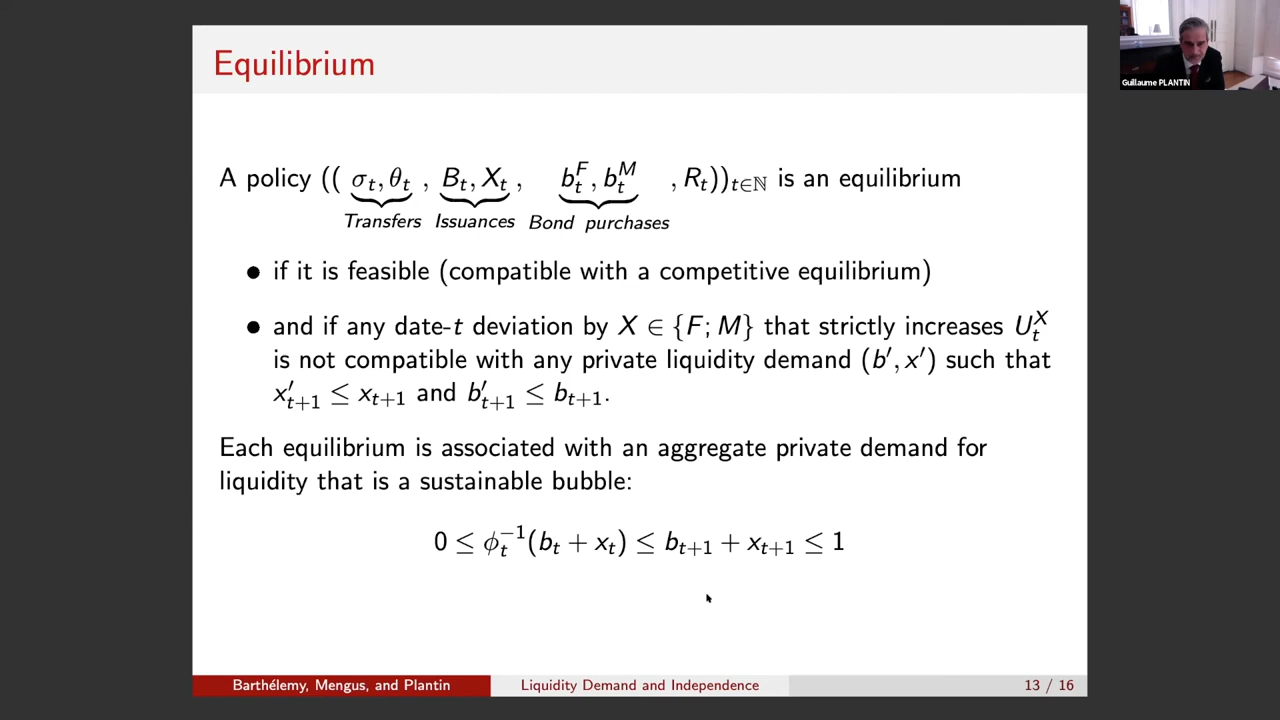 Equilibrium
Guillaume PLANTIN
A policy ((σ_t, θ_t, B_t, X_t, b_t^F, b_t^M, R_t))_{t∈ℕ} is an equilibrium
Transfers Issuances Bond purchases
• if it is feasible (compatible with a competitive equilibrium)
• and if any date-t deviation by X ∈ {F; M} that strictly increases U_t^X
is not compatible with any private liquidity demand (b′, x′) such that
x′_{t+1} ≤ x_{t+1} and b′_{t+1} ≤ b_{t+1}.
Each equilibrium is associated with an aggregate private demand for
liquidity that is a sustainable bubble:
0 ≤ ϕ_t^{-1}(b_t + x_t) ≤ b_{t+1} + x_{t+1} ≤ 1
Barthélemy, Mengus, and Plantin Liquidity Demand and Independence 13 / 16